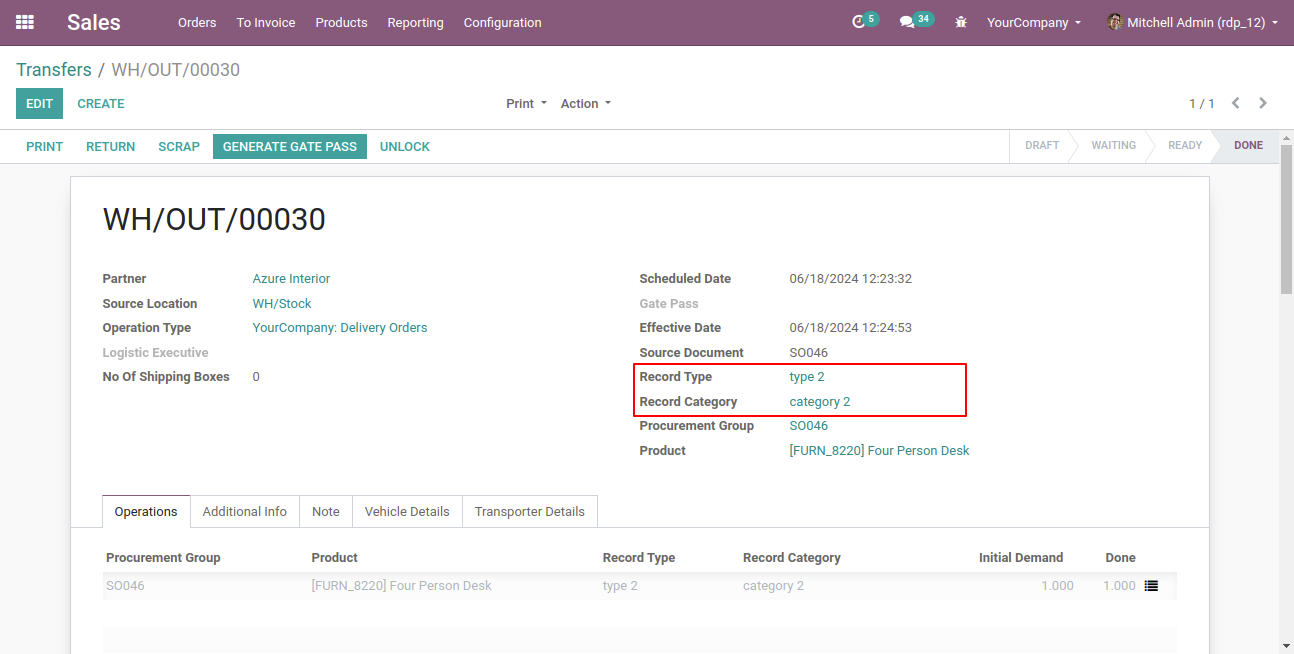 Sales Orders To Invoice Products Reporting Configuration 5 34 YourCompany Mitchell Admin (rdp_12)
Transfers / WH/OUT/00030
EDIT CREATE Print Action 1 / 1
PRINT RETURN SCRAP GENERATE GATE PASS UNLOCK DRAFT WAITING READY DONE
WH/OUT/00030
Partner Azure Interior
Source Location WH/Stock
Operation Type YourCompany: Delivery Orders
Logistic Executive
No Of Shipping Boxes 0
Scheduled Date 06/18/2024 12:23:32
Gate Pass
Effective Date 06/18/2024 12:24:53
Source Document SO046
Record Type type 2
Record Category category 2
Procurement Group SO046
Product [FURN_8220] Four Person Desk
Operations Additional Info Note Vehicle Details Transporter Details
Procurement Group Product Record Type Record Category Initial Demand Done
SO046 [FURN_8220] Four Person Desk type 2 category 2 1.000 1.000